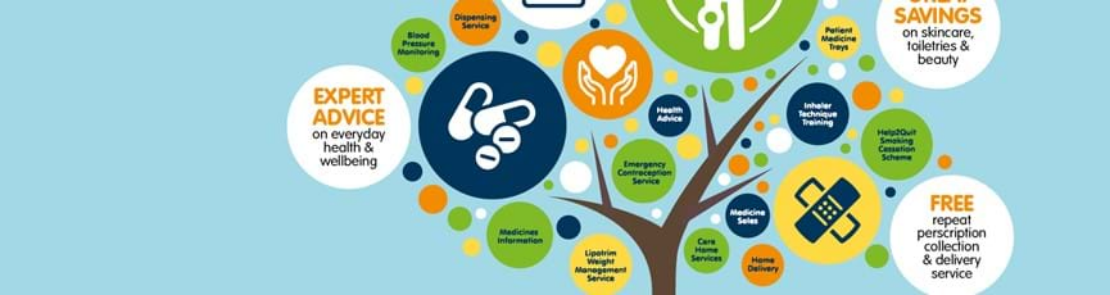 Dispensing
Service
Blood
Pressure
Monitoring
SAVINGS
on skincare,
toiletries &
beauty
Patient
Medicine
Trays
EXPERT
ADVICE
on everyday
health &
wellbeing
Health
Advice
Inhaler
Technique
Training
Help2Quit
Smoking
Cessation
Scheme
Emergency
Contraception
Service
FREE
repeat
perscription
collection
& delivery
service
Medicine
Sales
Medicines
Information
Care
Home
Services
Lipotrim
Weight
Management
Service
Home
Delivery